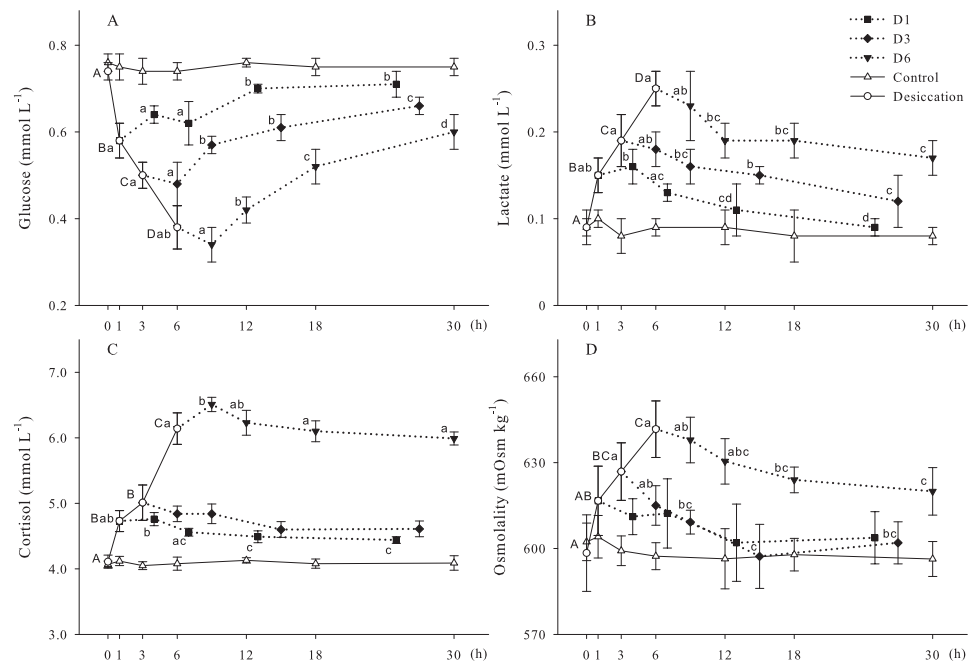 A
B
D1
D3
D6
Control
Desiccation
Glucose (mmol L-1)
0.8
0.6
0.4
0.2
A
Ba
Ca
Dab
a
a
b
b
a
b
b
c
a
b
c
d
0 1 3 6 12 18 30 (h)
Lactate (mmol L-1)
0.3
0.2
0.1
0
A
Bab
Ca
Da
ab
bc
bc
c
ab
bc
b
c
b
ac
cd
d
0 1 3 6 12 18 30 (h)
C
Cortisol (mmol L-1)
7.0
6.0
5.0
4.0
3.0
A
Bab
B
Ca
b
ab
a
a
b
ac
c
c
0 1 3 6 12 18 30 (h)
D
Osmolality (mOsm kg-1)
660
630
600
570
A
AB
BCa
Ca
ab
abc
bc
c
ab
bc
c
bc
0 1 3 6 12 18 30 (h)